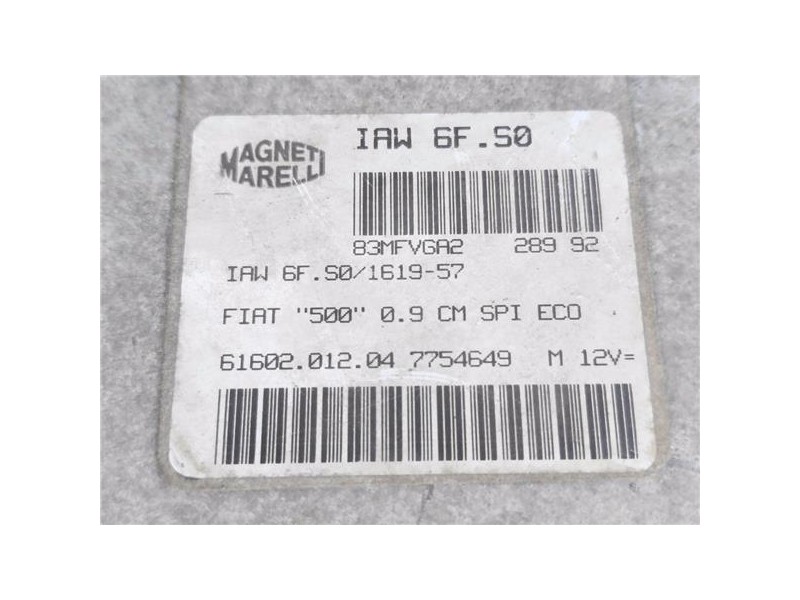 IAW 6F.S0
MAGNETI
MARELLI
83MFVGA2 289 92
IAW 6F.S0/1619-57
FIAT "500" 0.9 CM SPI ECO
61602.012.04 7754649 M 12V=